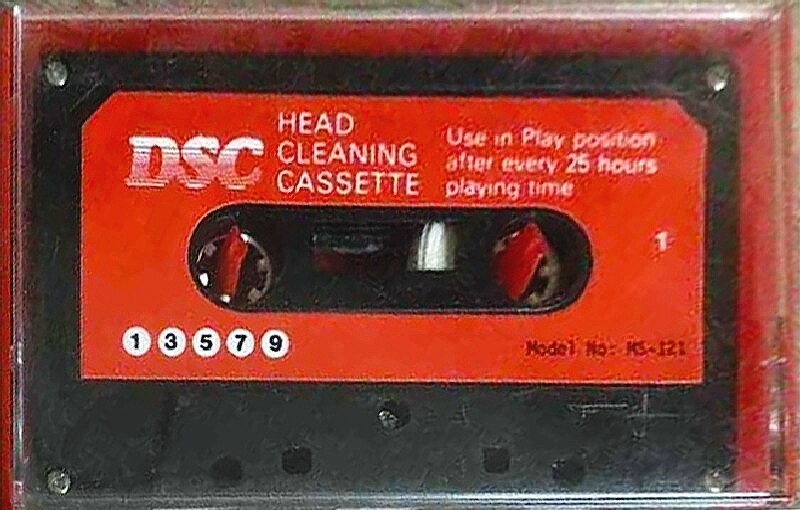 DSC
HEAD
CLEANING
CASSETTE
Use in Play position
after every 25 hours
playing time
1
1 3 5 7 9
Model No: MS-121